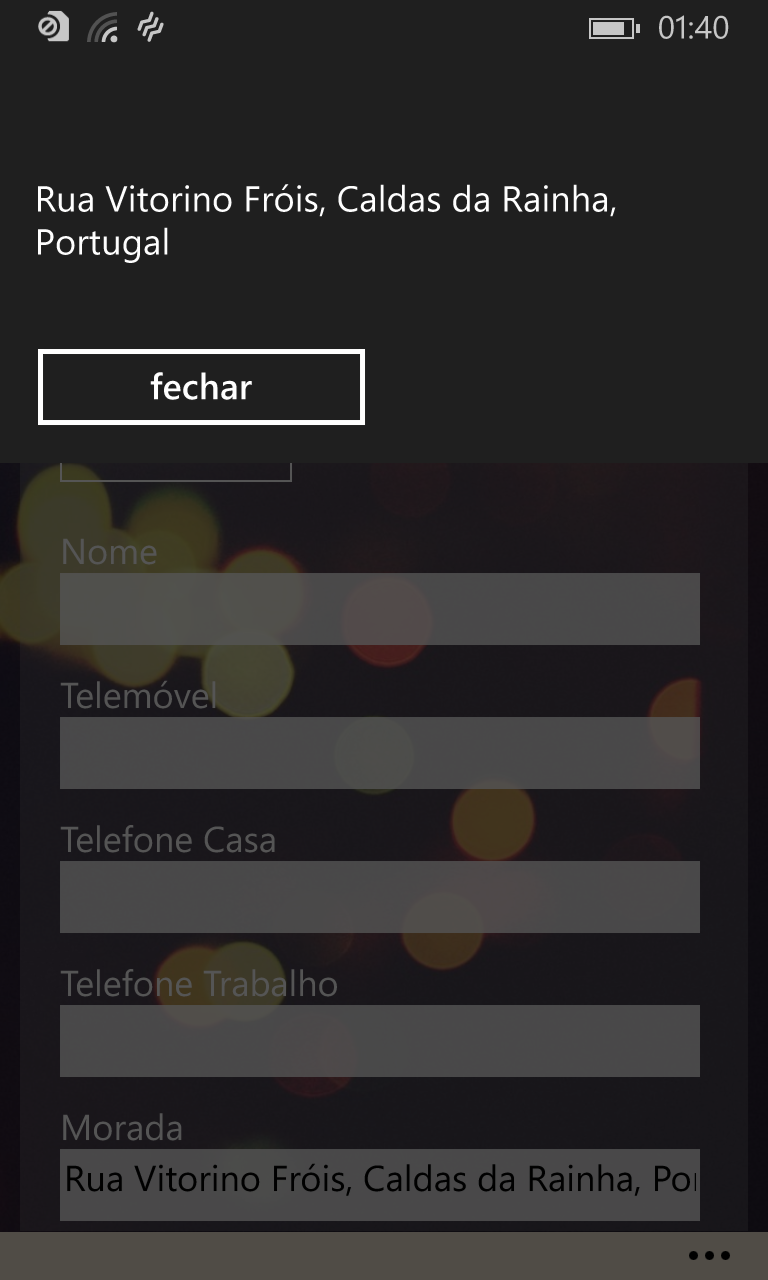 01:40
Rua Vitorino Fróis, Caldas da Rainha,
Portugal
fechar
Nome
Telemóvel
Telefone Casa
Telefone Trabalho
Morada
Rua Vitorino Fróis, Caldas da Rainha, Por